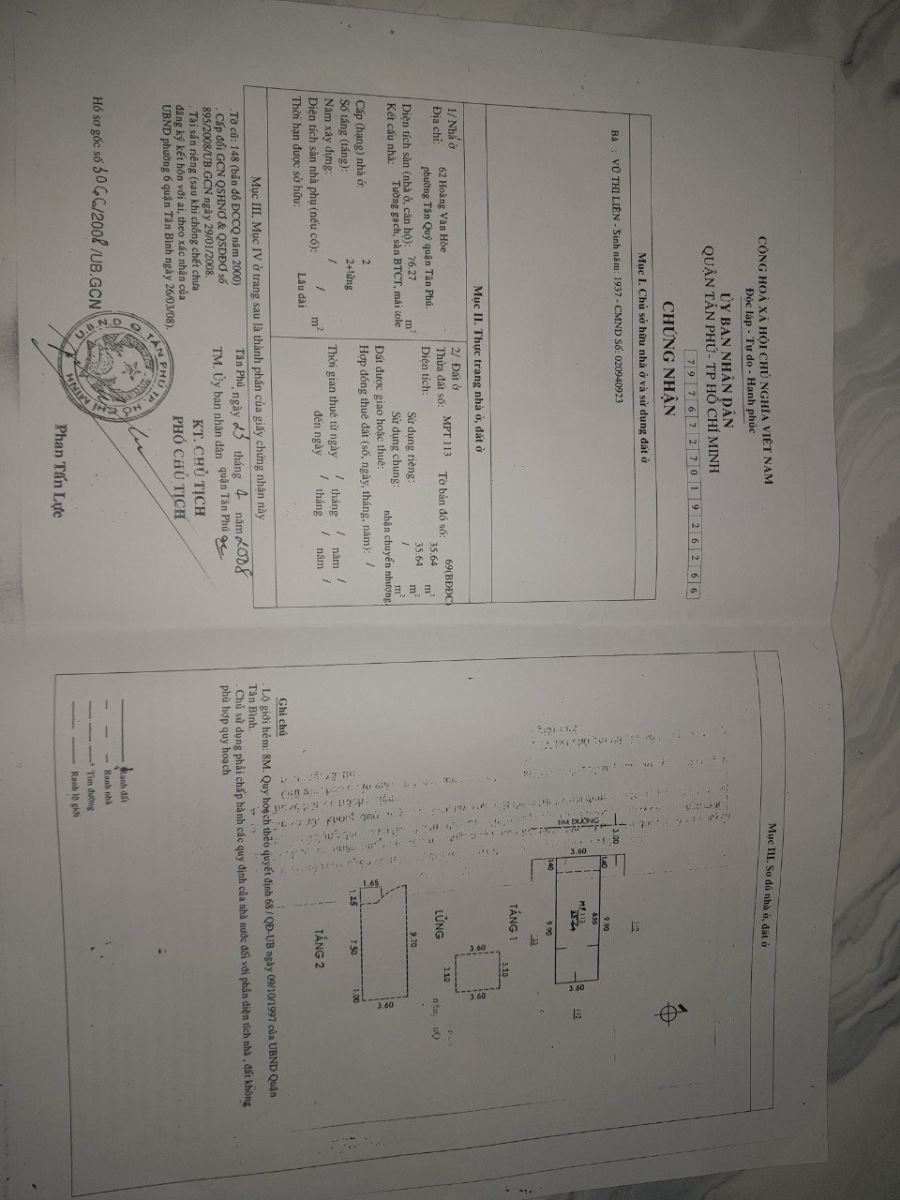 CỘNG HOÀ XÃ HỘI CHỦ NGHĨA VIỆT NAM
Độc lập - Tự do - Hạnh phúc
ỦY BAN NHÂN DÂN
QUẬN TÂN PHÚ - TP HỒ CHÍ MINH
7 9 7 6 7 2 7 0 1 9 2 6 2 6 6
CHỨNG NHẬN
Mục I. Chủ sở hữu nhà ở và sử dụng đất ở
Bà : VŨ THỊ LIÊN - Sinh năm: 1937 - CMND Số: 020940923
Mục II. Thực trạng nhà ở, đất ở
1/ Nhà ở
Địa chỉ: 62 Hoàng Văn Hòe
phường Tân Quý quận Tân Phú.
Diện tích sàn (nhà ở, căn hộ): 76.27 m²
Kết cấu nhà: Tường gạch, sàn BTCT, mái tole
Cấp (hạng) nhà ở: 2
Số tầng (tầng): 2+lửng
Năm xây dựng: /
Diện tích sàn nhà phụ (nếu có): / m²
Thời hạn được sở hữu: Lâu dài
2/ Đất ở
Thửa đất số: MPT 113 Tờ bản đồ số: 69(BĐĐC)
Diện tích: 35.64 m²
Sử dụng riêng: 35.64 m²
Sử dụng chung: / m²
Đất được giao hoặc thuê: nhận chuyển nhượng
Hợp đồng thuê đất (số, ngày, tháng, năm): /
Thời gian thuê từ ngày / tháng / năm /
đến ngày / tháng / năm /
Mục III. Mục IV ở trang sau là thành phần của giấy chứng nhận này
. Tờ cũ: 148 (bản đồ ĐCCQ năm 2000)
. Cấp đổi GCN QSHNƠ & QSDĐƠ số
895/2008/UB.GCN ngày 29/01/2008.
. Tài sản riêng (sau khi chồng chết chưa
đăng ký kết hôn với ai, theo xác nhận của
UBND phường 6 quận Tân Bình ngày 26/03/08).
Tân Phú, ngày 23 tháng 4 năm 2008
TM. Ủy ban nhân dân quận Tân Phú
KT. CHỦ TỊCH
PHÓ CHỦ TỊCH
U.B.N.D Q TÂN PHÚ T.P HỒ CHÍ MINH
Phan Tấn Lực
Hồ sơ gốc số 3066/2008/UB.GCN
Mục III. Sơ đồ nhà ở, đất ở
3.00
TIM ĐƯỜNG
3.60
1.40
1.40
9.90
9.90
MPT 113
35.64
3.60
112
TẦNG 1
3.60
3.10
3.10
3.60
LỬNG
1.65
1.25
9.70
7.50
1.00
3.60
TẦNG 2
Ghi chú
. Lộ giới hẻm: 8M. Quy hoạch theo quyết định 68 / QĐ-UB ngày 09/10/1997 của UBND Quận
Tân Bình.
. Chủ sử dụng phải chấp hành các quy định của nhà nước đối với phần diện tích nhà , đất không
phù hợp quy hoạch
Ranh đất
Ranh nhà
Tim đường
Ranh lộ giới